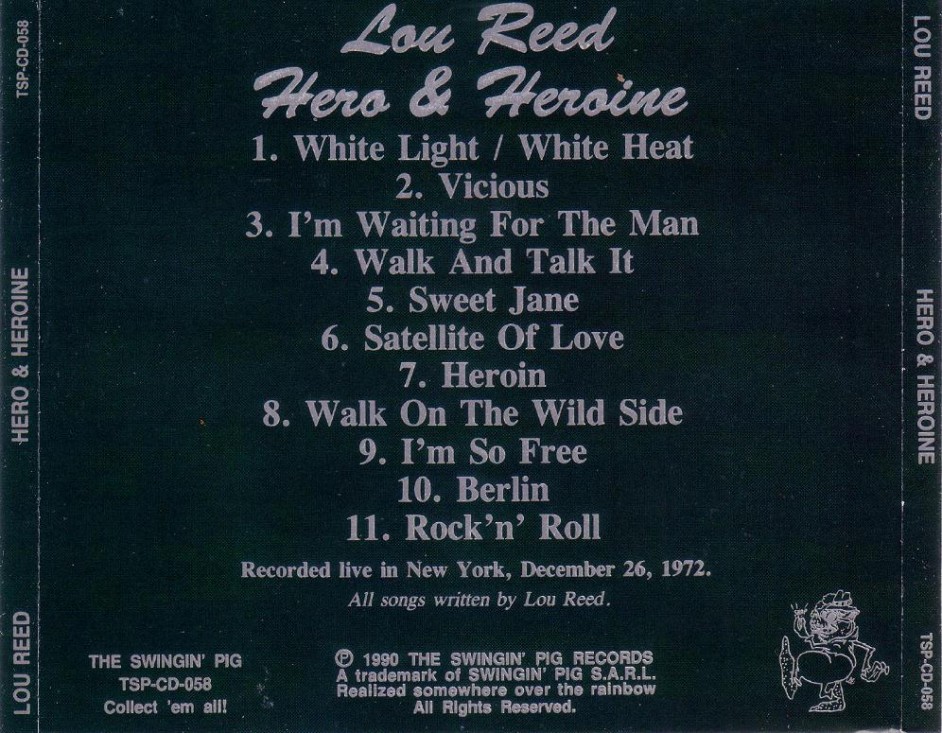 Lou Reed
Hero & Heroine
1. White Light / White Heat
2. Vicious
3. I'm Waiting For The Man
4. Walk And Talk It
5. Sweet Jane
6. Satellite Of Love
7. Heroin
8. Walk On The Wild Side
9. I'm So Free
10. Berlin
11. Rock'n' Roll
Recorded live in New York, December 26, 1972.
All songs written by Lou Reed.
THE SWINGIN' PIG
TSP-CD-058
Collect 'em all!
℗ 1990 THE SWINGIN' PIG RECORDS
A trademark of SWINGIN' PIG S.A.R.L.
Realized somewhere over the rainbow
All Rights Reserved.
LOU REED
HERO & HEROINE
TSP-CD-058
LOU REED
HERO & HEROINE
TSP-CD-058